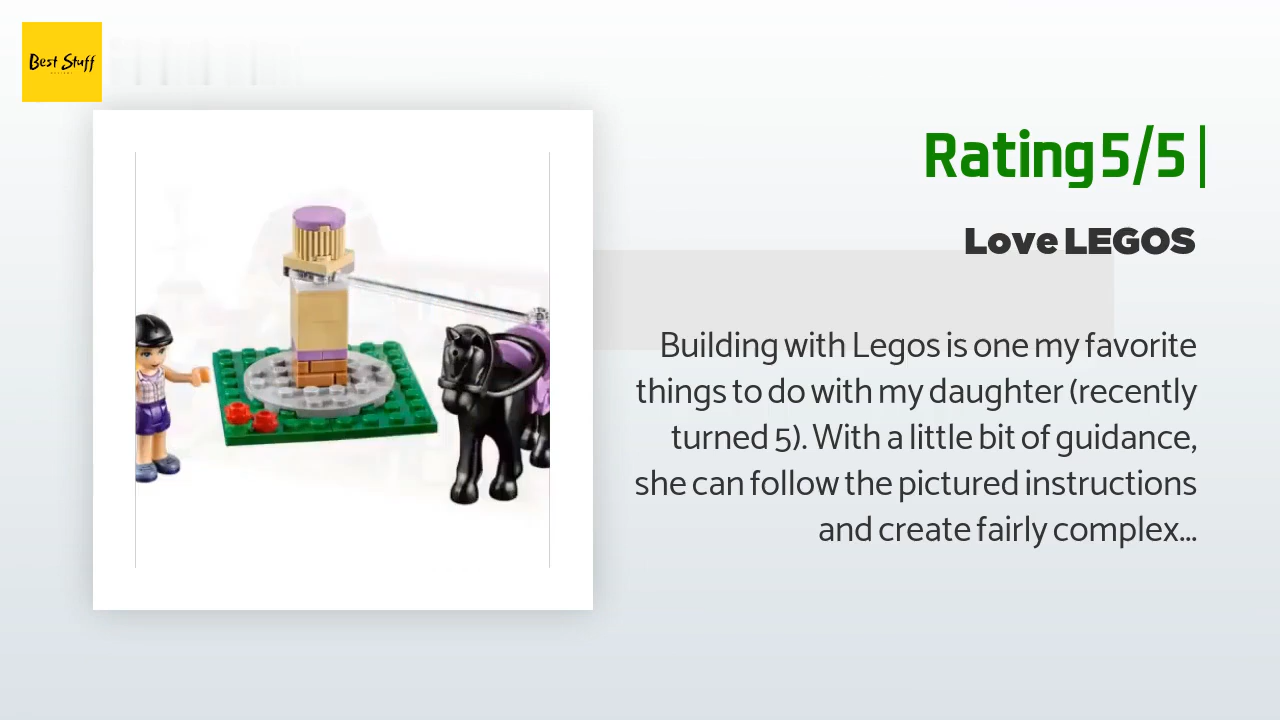 Best Stuff
Rating 5/5 |
Love LEGOS
Building with Legos is one my favorite
things to do with my daughter (recently
turned 5). With a little bit of guidance,
she can follow the pictured instructions
and create fairly complex...